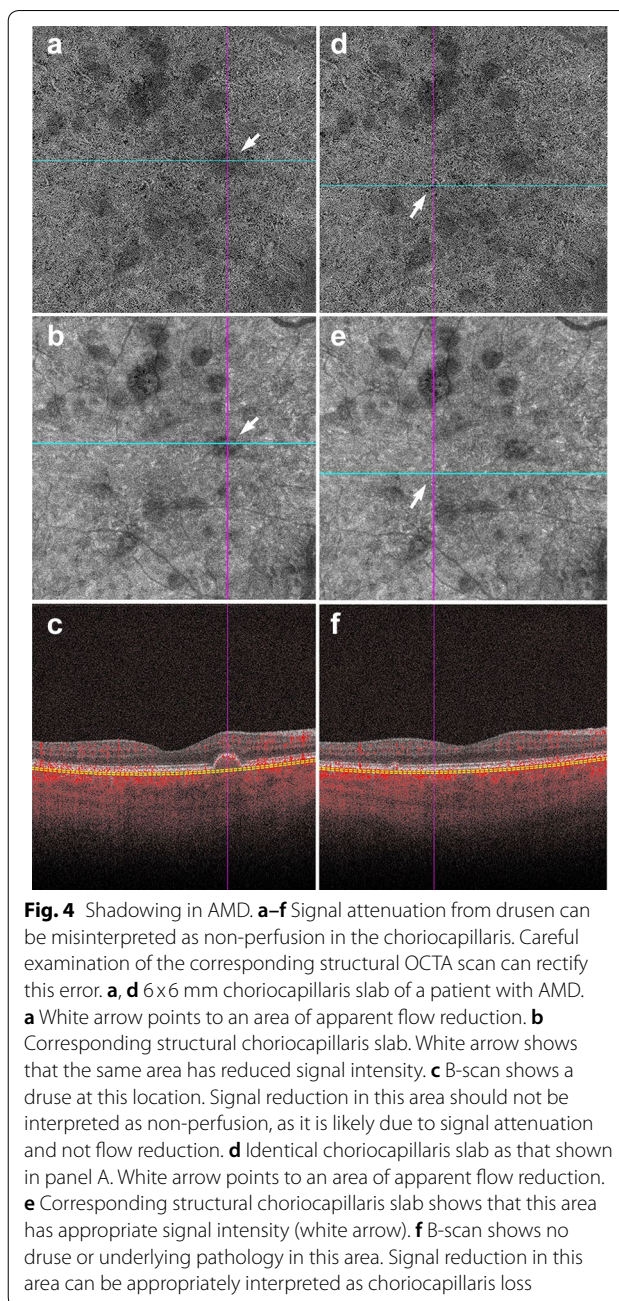 a
d
b
e
c
f
Fig. 4 Shadowing in AMD. a–f Signal attenuation from drusen can
be misinterpreted as non-perfusion in the choriocapillaris. Careful
examination of the corresponding structural OCTA scan can rectify
this error. a, d 6 x 6 mm choriocapillaris slab of a patient with AMD.
a White arrow points to an area of apparent flow reduction. b
Corresponding structural choriocapillaris slab. White arrow shows
that the same area has reduced signal intensity. c B-scan shows a
druse at this location. Signal reduction in this area should not be
interpreted as non-perfusion, as it is likely due to signal attenuation
and not flow reduction. d Identical choriocapillaris slab as that shown
in panel A. White arrow points to an area of apparent flow reduction.
e Corresponding structural choriocapillaris slab shows that this area
has appropriate signal intensity (white arrow). f B-scan shows no
druse or underlying pathology in this area. Signal reduction in this
area can be appropriately interpreted as choriocapillaris loss